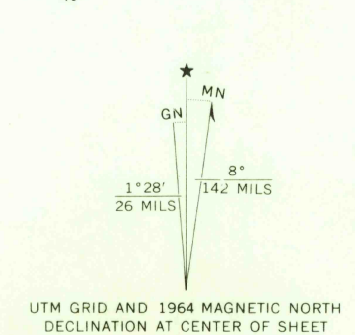 MN
GN
8°
142 MILS
1°28'
26 MILS
UTM GRID AND 1964 MAGNETIC NORTH
DECLINATION AT CENTER OF SHEET